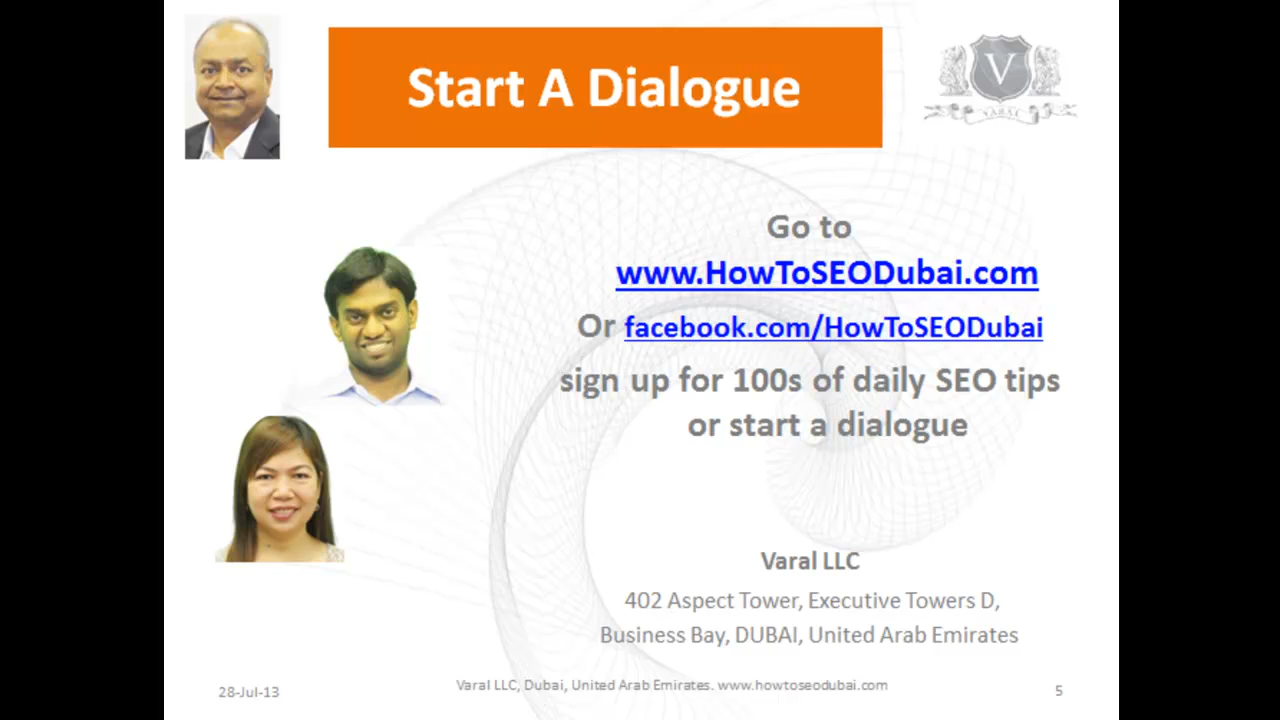 Start A Dialogue
V
VARAL
Go to
www.HowToSEODubai.com
Or facebook.com/HowToSEODubai
sign up for 100s of daily SEO tips
or start a dialogue
Varal LLC
402 Aspect Tower, Executive Towers D,
Business Bay, DUBAI, United Arab Emirates
28-Jul-13
Varal LLC, Dubai, United Arab Emirates. www.howtoseodubai.com
5